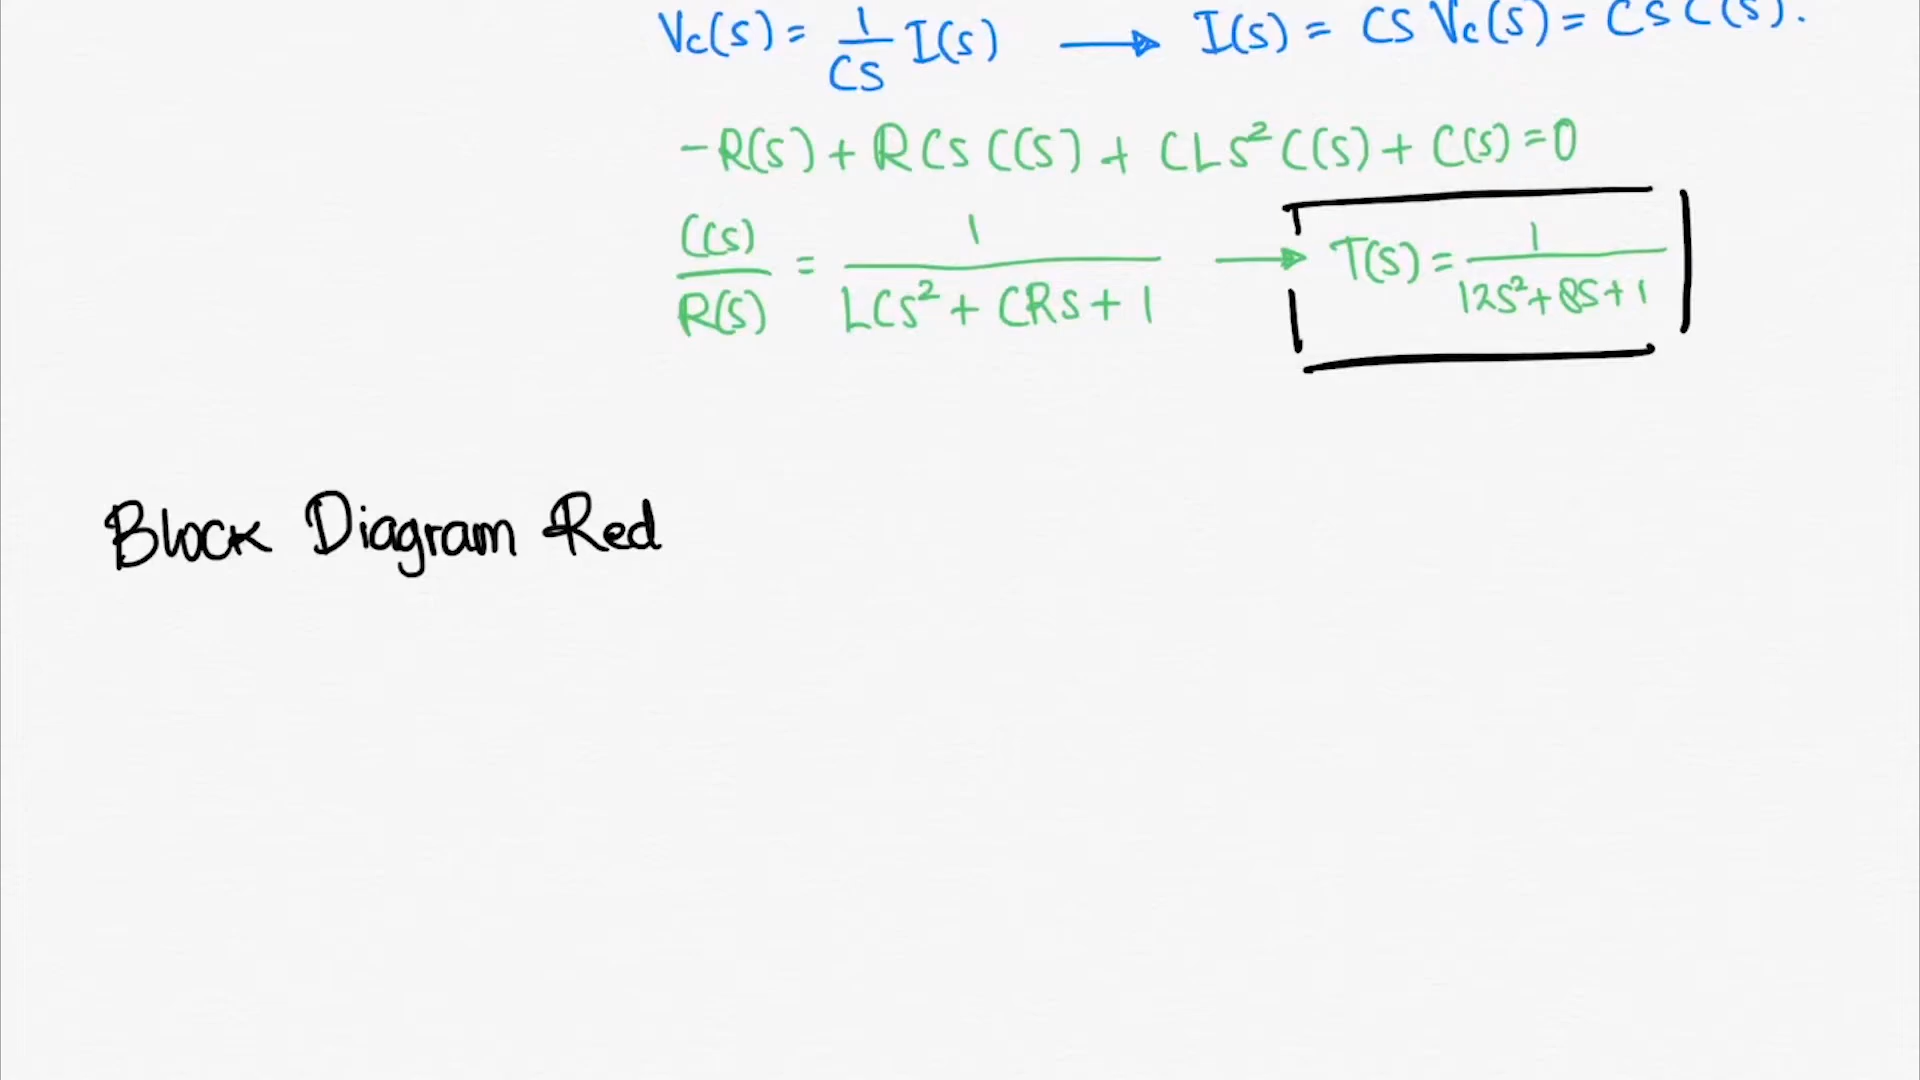 Vc(s) = 1/CS I(s) → I(s) = CS Vc(s) = CS C(s).
-R(s) + RCS C(s) + CLS² C(s) + C(s) = 0
C(s)/R(s) = 1/(LCS² + CRS + 1) → T(s) = 1/(12S² + 8S + 1)
Block Diagram Red